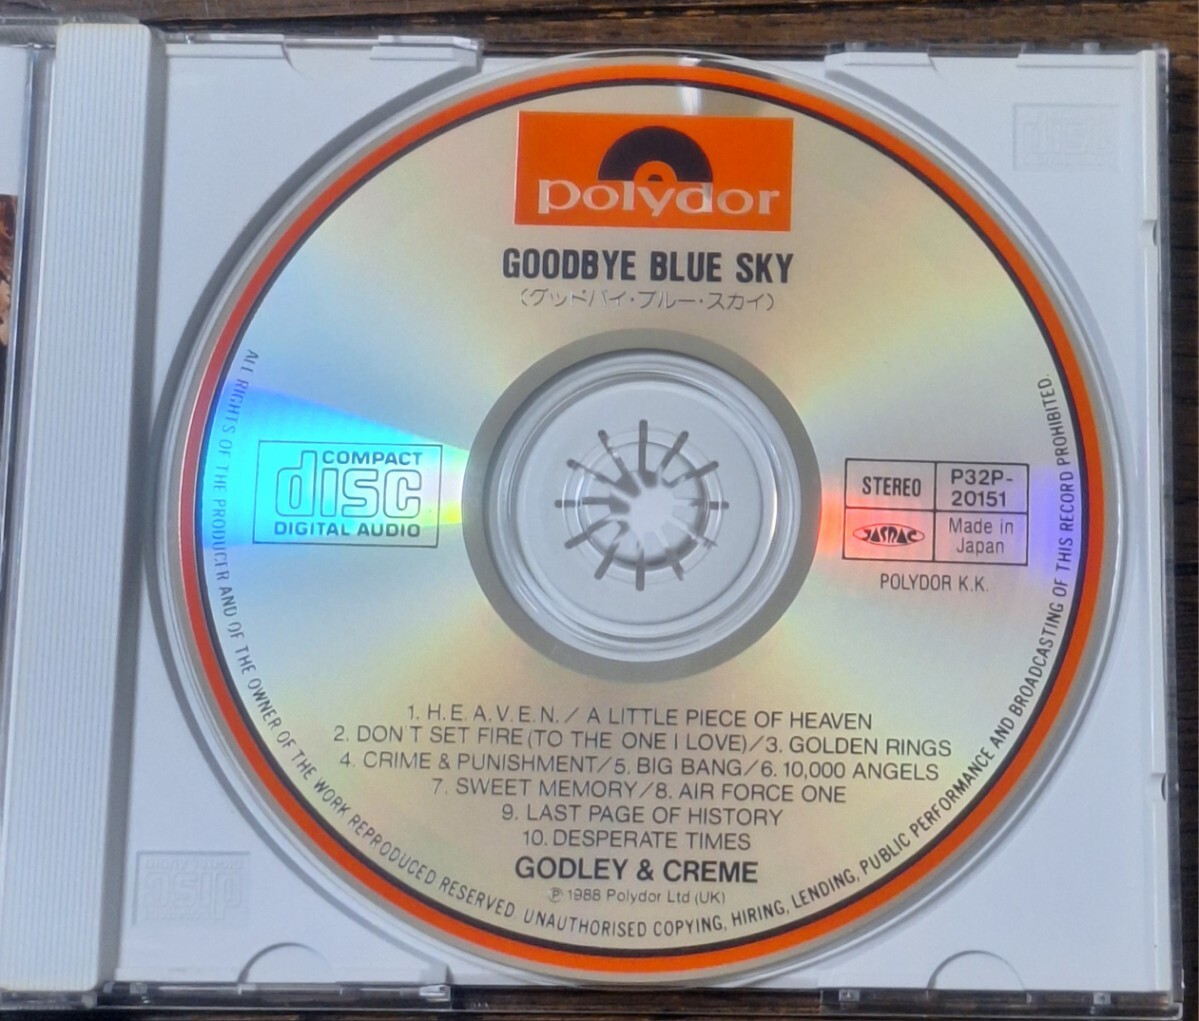 polydor
GOODBYE BLUE SKY
(グッドバイ・ブルー・スカイ)
COMPACT
disc
DIGITAL AUDIO
STEREO
P32P-
20151
JASRAC
Made in
Japan
POLYDOR K.K.
1. H.E.A.V.E.N. / A LITTLE PIECE OF HEAVEN
2. DON'T SET FIRE (TO THE ONE I LOVE)/3. GOLDEN RINGS
4. CRIME & PUNISHMENT/5. BIG BANG/6. 10,000 ANGELS
7. SWEET MEMORY/8. AIR FORCE ONE
9. LAST PAGE OF HISTORY
10. DESPERATE TIMES
GODLEY & CREME
Ⓟ 1988 Polydor Ltd (UK)
ALL RIGHTS OF THE PRODUCER AND OF THE OWNER OF THE WORK REPRODUCED RESERVED. UNAUTHORISED COPYING, HIRING, LENDING, PUBLIC PERFORMANCE AND BROADCASTING OF THIS RECORD PROHIBITED.
disc
disc